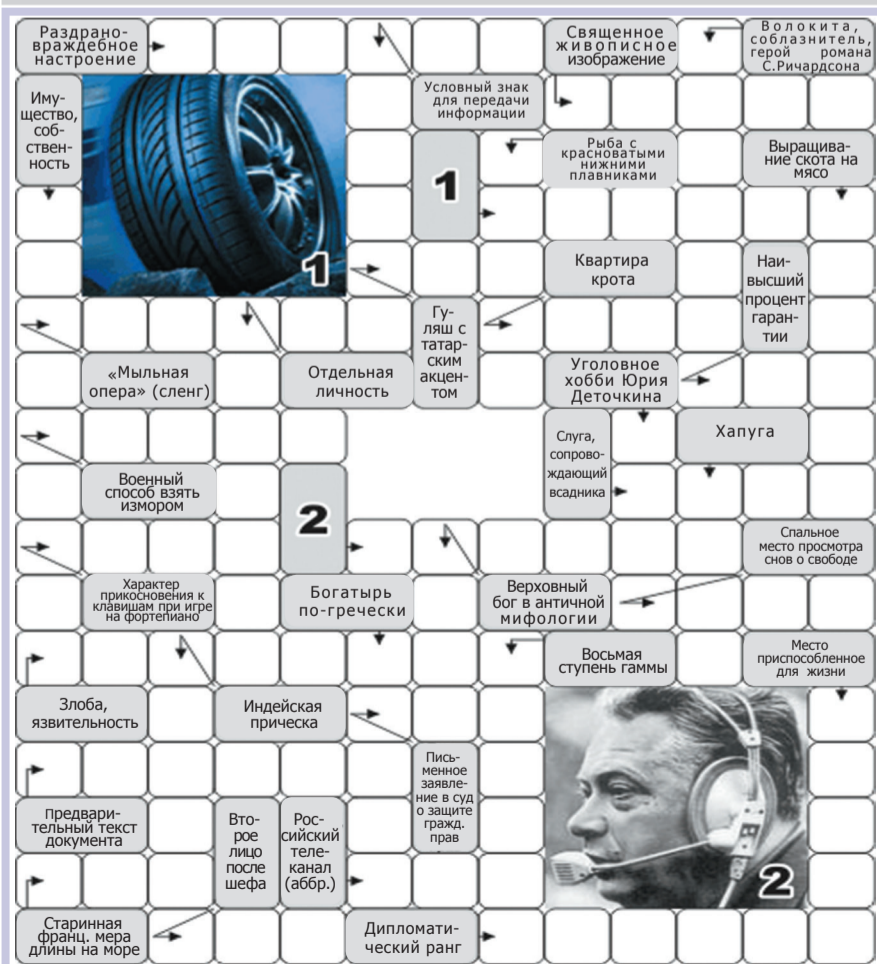 Раздрано-
враждебное
настроение
Священное
живописное
изображение
Волокита,
соблазнитель,
герой романа
С.Ричардсона
Иму-
щество,
соб-
ствен-
ность
Условный знак
для передачи
информации
1
Рыба с
красноватыми
нижними
плавниками
Выращива-
ние скота на
мясо
1
Квартира
крота
Наи-
высший
процент
гаран-
тии
Гу-
ляш с
татар-
ским
акцен-
том
«Мыльная
опера» (сленг)
Отдельная
личность
Уголовное
хобби Юрия
Деточкина
Слуга,
сопрово-
ждающий
всадника
Хапуга
Военный
способ взять
измором
2
Спальное
место просмотра
снов о свободе
Характер
прикосновения к
клавишам при игре
на фортепиано
Богатырь
по-гречески
Верховный
бог в античной
мифологии
Восьмая
ступень гаммы
Место
приспособленное
для жизни
Злоба,
язвительность
Индейская
прическа
Пись-
менное
заявле-
ние в суд
о защите
гражд.
прав
Предвари-
тельный текст
документа
Вто-
рое
лицо
после
шефа
Рос-
сийский
теле-
канал
(аббр.)
2
Старинная
франц. мера
длины на море
Дипломати-
ческий ранг